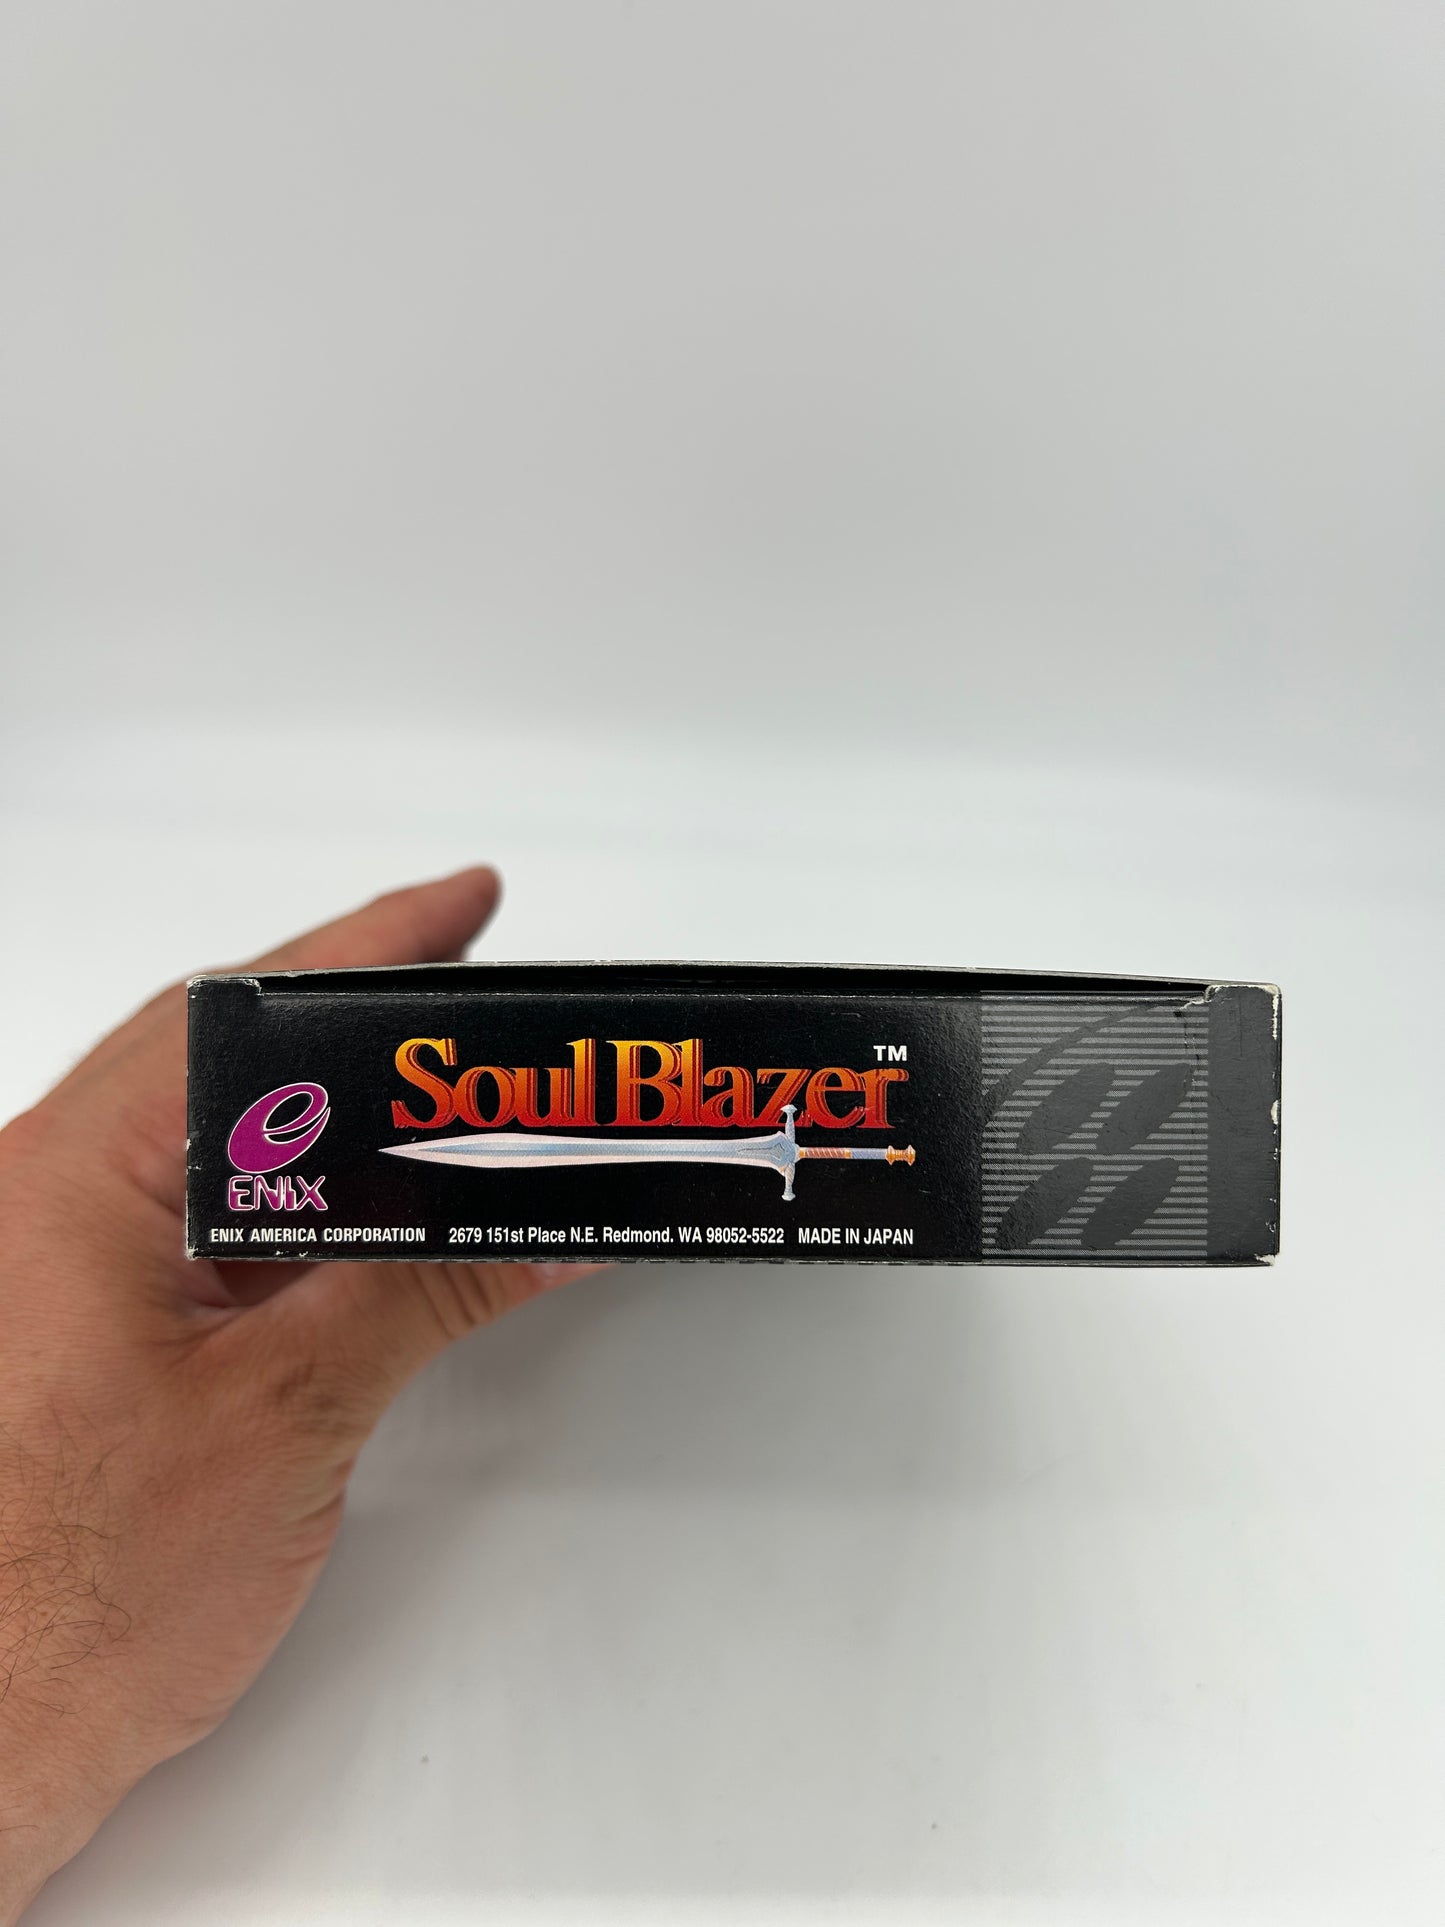 Soul Blazer™
ENIX
ENIX AMERICA CORPORATION 2679 151st Place N.E. Redmond. WA 98052-5522 MADE IN JAPAN